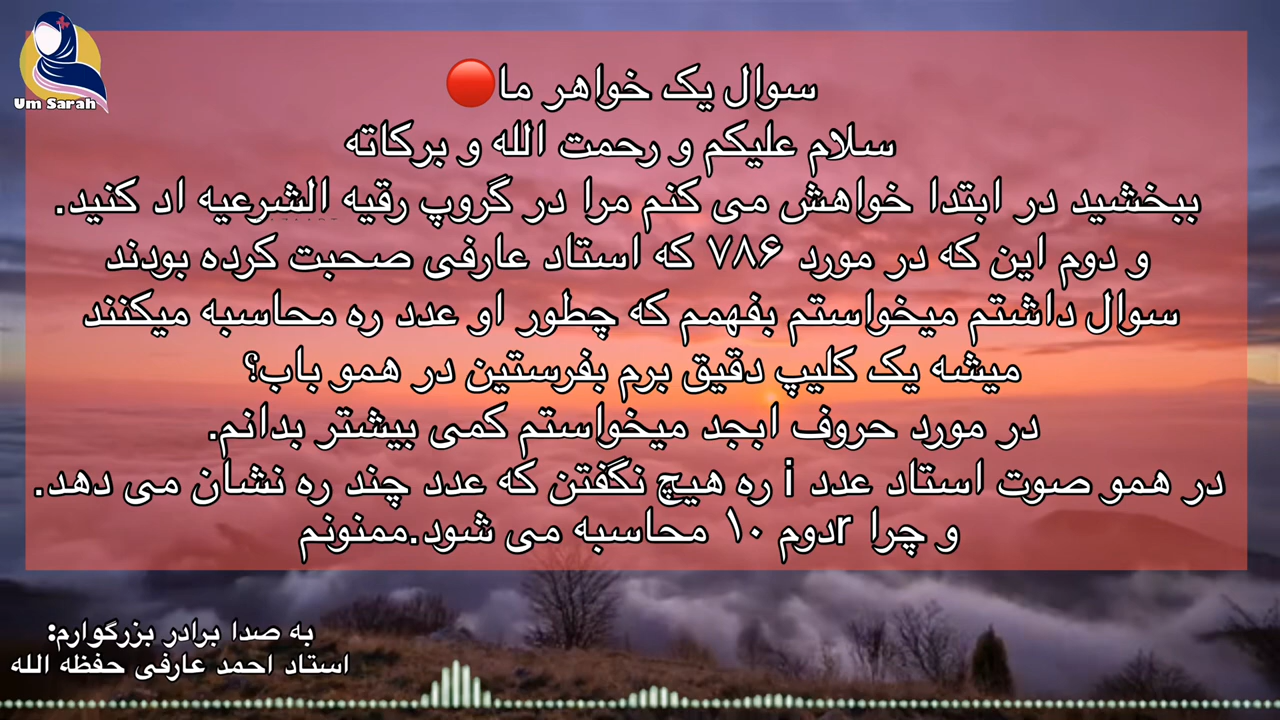 Um Sarah
سوال یک خواهر ما🔴
سلام علیکم و رحمت الله و برکاته
ببخشید در ابتدا خواهش می کنم مرا در گروپ رقیه الشرعیه اد کنید.
و دوم این که در مورد ۷۸۶ که استاد عارفی صحبت کرده بودند
سوال داشتم میخواستم بفهمم که چطور او عدد ره محاسبه میکنند
میشه یک کلیپ دقیق برم بفرستین در همو باب؟
در مورد حروف ابجد میخواستم کمی بیشتر بدانم.
در همو صوت استاد عدد i ره هیچ نگفتن که عدد چند ره نشان می دهد.
و چرا rدوم ۱۰ محاسبه می شود.ممنونم
به صدا برادر بزرگوارم:
استاد احمد عارفی حفظه الله